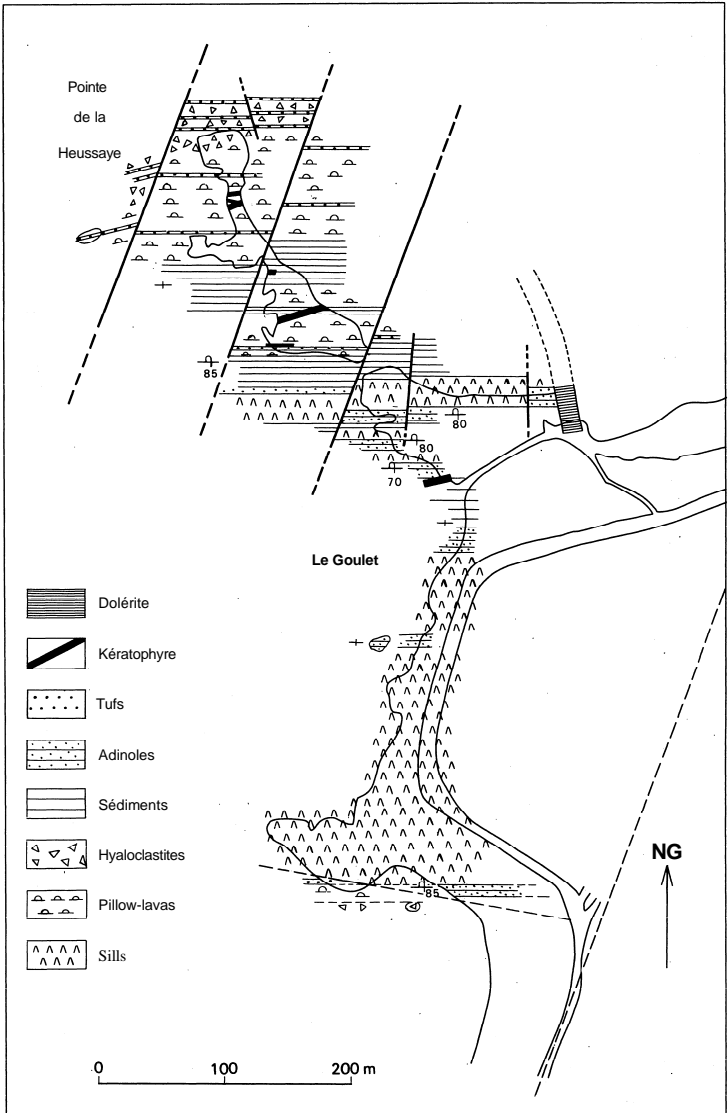 Pointe
de la
Heussaye
85
80
80
70
Le Goulet
Dolérite
Kératophyre
Tufs
Adinoles
Sédiments
Hyaloclastites
Pillow-lavas
Sills
85
NG
0 100 200 m